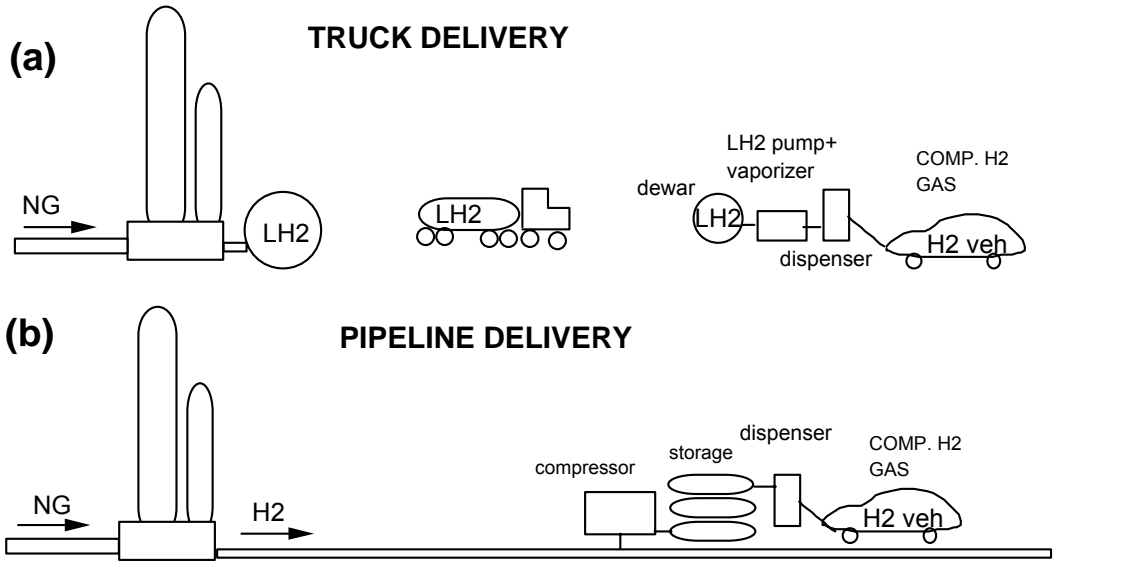 (a)
TRUCK DELIVERY
NG
LH2
LH2
dewar
LH2 pump+
vaporizer
LH2
dispenser
COMP. H2
GAS
H2 veh
(b)
PIPELINE DELIVERY
NG
H2
compressor
storage
dispenser
COMP. H2
GAS
H2 veh